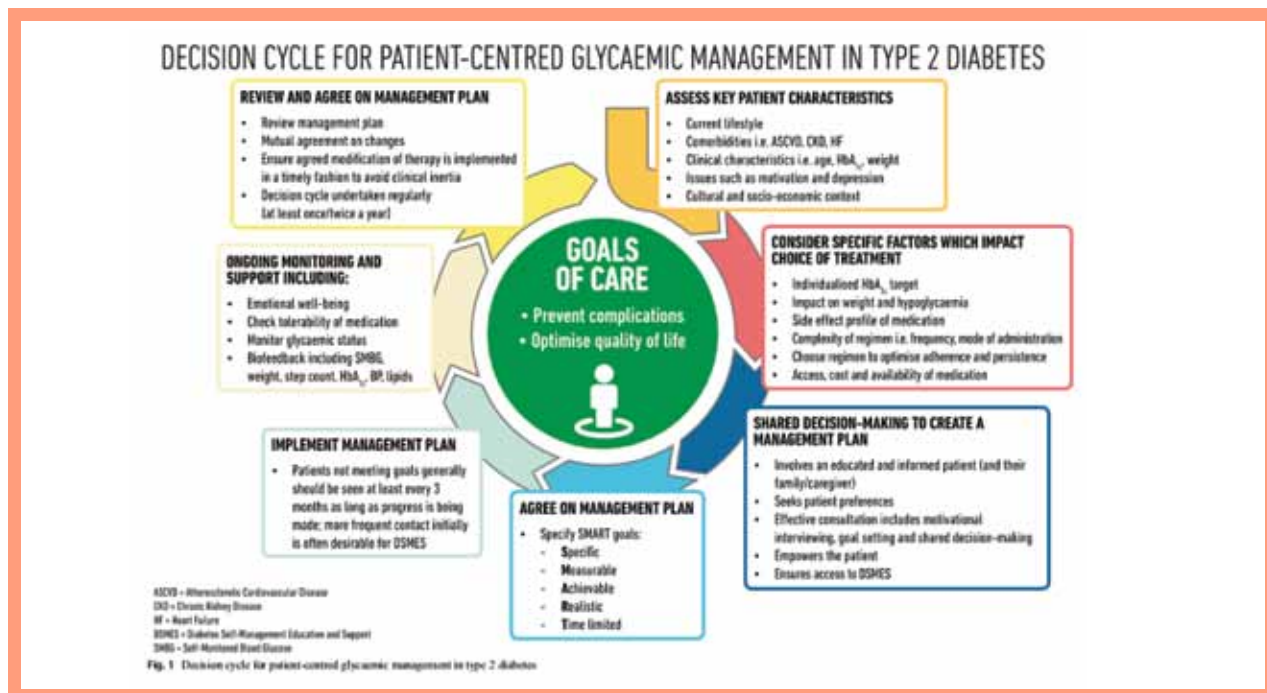 DECISION CYCLE FOR PATIENT-CENTRED GLYCAEMIC MANAGEMENT IN TYPE 2 DIABETES
REVIEW AND AGREE ON MANAGEMENT PLAN
• Review management plan
• Mutual agreement on changes
• Ensure agreed modification of therapy is implemented
in a timely fashion to avoid clinical inertia
• Decision cycle undertaken regularly
(at least once/twice a year)
ASSESS KEY PATIENT CHARACTERISTICS
• Current lifestyle
• Comorbidities i.e. ASCVD, CKD, HF
• Clinical characteristics i.e. age, HbA1c, weight
• Issues such as motivation and depression
• Cultural and socio-economic context
CONSIDER SPECIFIC FACTORS WHICH IMPACT
CHOICE OF TREATMENT
• Individualised HbA1c target
• Impact on weight and hypoglycaemia
• Side effect profile of medication
• Complexity of regimen i.e. frequency, mode of administration
• Choose regimen to optimise adherence and persistence
• Access, cost and availability of medication
SHARED DECISION-MAKING TO CREATE A
MANAGEMENT PLAN
• Involves an educated and informed patient (and their
family/caregiver)
• Seeks patient preferences
• Effective consultation includes motivational
interviewing, goal setting and shared decision-making
• Empowers the patient
• Ensures access to DSMES
AGREE ON MANAGEMENT PLAN
• Specify SMART goals:
- Specific
- Measurable
- Achievable
- Realistic
- Time limited
IMPLEMENT MANAGEMENT PLAN
• Patients not meeting goals generally
should be seen at least every 3
months as long as progress is being
made; more frequent contact initially
is often desirable for DSMES
ONGOING MONITORING AND
SUPPORT INCLUDING:
• Emotional well-being
• Check tolerability of medication
• Monitor glycaemic status
• Biofeedback including SMBG,
weight, step count, HbA1c, BP, lipids
GOALS
OF CARE
• Prevent complications
• Optimise quality of life
ASCVD = Atherosclerotic Cardiovascular Disease
CKD = Chronic Kidney Disease
HF = Heart Failure
DSMES = Diabetes Self-Management Education and Support
SMBG = Self-Monitored Blood Glucose
Fig. 1 Decision cycle for patient-centred glycaemic management in type 2 diabetes